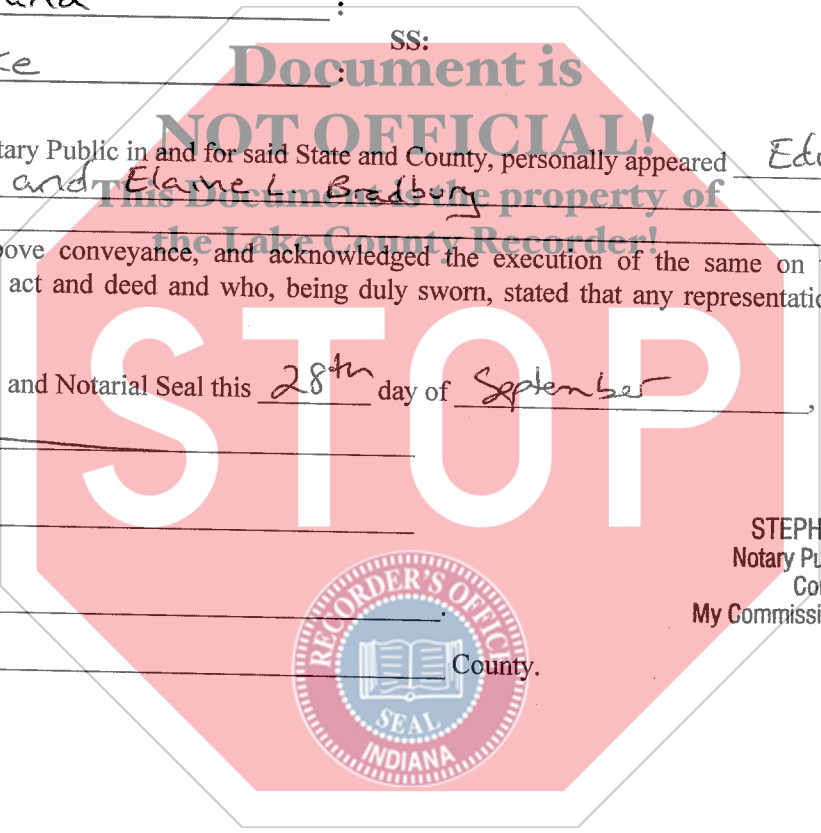 :
SS:
Document is
:
NOT OFFICIAL!
tary Public in and for said State and County, personally appeared
and Elaine L Bradbury
This Document is the property of
the Lake County Recorder!
ove conveyance, and acknowledged the execution of the same on
act and deed and who, being duly sworn, stated that any representatio
STOP
and Notarial Seal this 28th day of September,
STEPH
Notary Pu
Co
My Commissi
County.
RECORDER'S OFFICE
SEAL
INDIANA